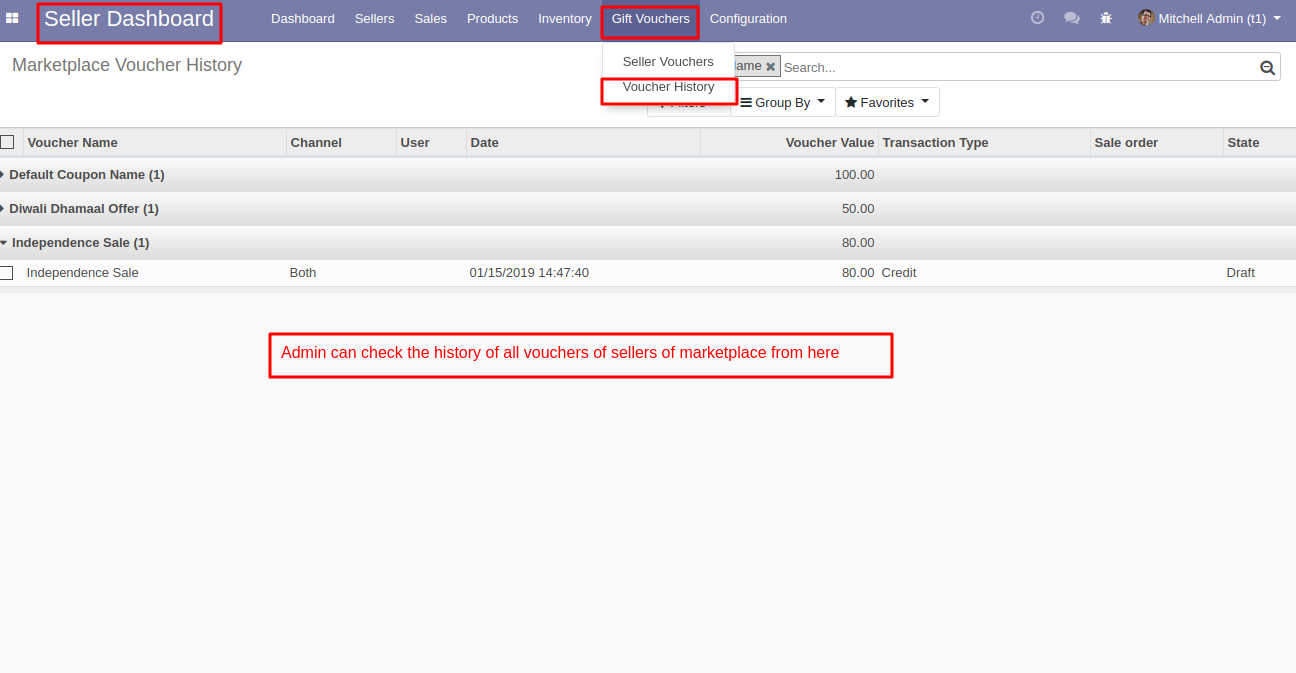 Seller Dashboard Dashboard Sellers Sales Products Inventory Gift Vouchers Configuration Mitchell Admin (t1)
Marketplace Voucher History
Seller Vouchers
Search...
Voucher History
Group By Favorites
Voucher Name Channel User Date Voucher Value Transaction Type Sale order State
Default Coupon Name (1) 100.00
Diwali Dhamaal Offer (1) 50.00
Independence Sale (1) 80.00
Independence Sale Both 01/15/2019 14:47:40 80.00 Credit Draft
Admin can check the history of all vouchers of sellers of marketplace from here